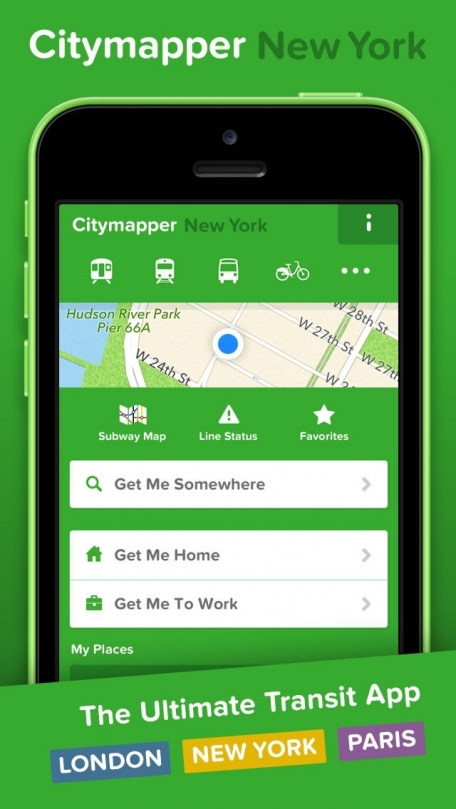 Citymapper New York
Citymapper New York
i
Hudson River Park
Pier 66A
W 28th St
W 27th St
W 27th
W 24th St
W 2
Subway Map
Line Status
Favorites
Get Me Somewhere
Get Me Home
Get Me To Work
My Places
The Ultimate Transit App
LONDON
NEW YORK
PARIS